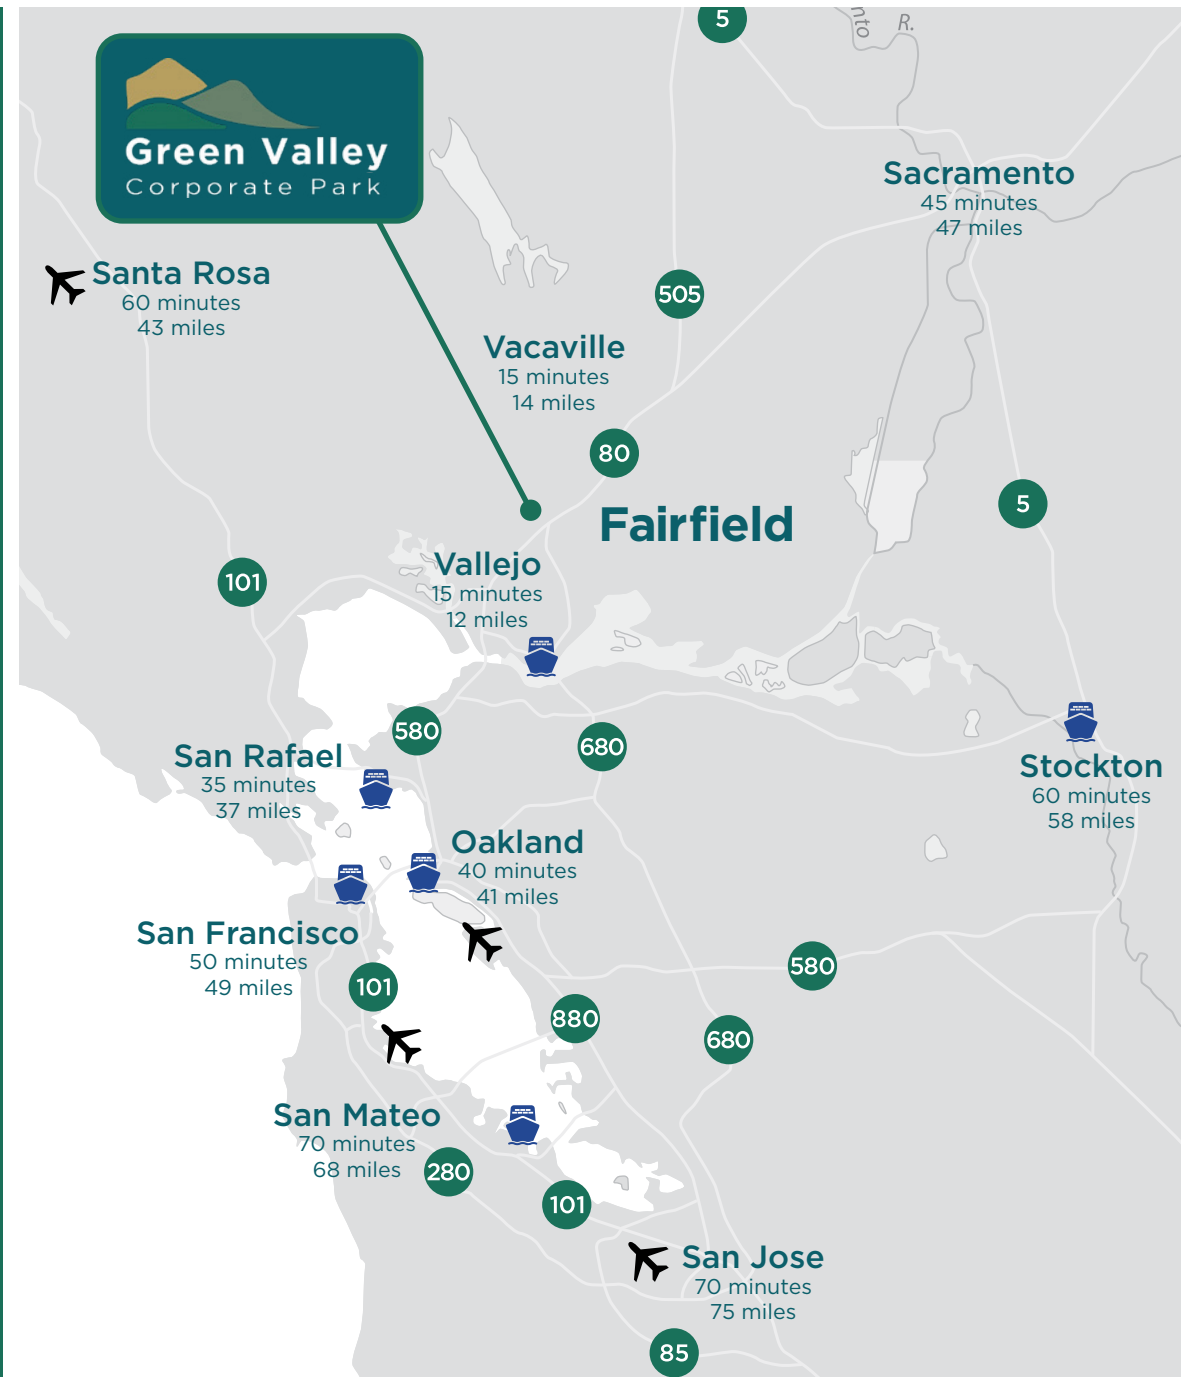 5
nto
R.
Green Valley
Corporate Park
Sacramento
45 minutes
47 miles
Santa Rosa
60 minutes
43 miles
505
Vacaville
15 minutes
14 miles
80
5
Fairfield
Vallejo
15 minutes
12 miles
101
580
680
San Rafael
35 minutes
37 miles
Stockton
60 minutes
58 miles
Oakland
40 minutes
41 miles
San Francisco
50 minutes
49 miles
580
101
880
680
San Mateo
70 minutes
68 miles
280
101
San Jose
70 minutes
75 miles
85